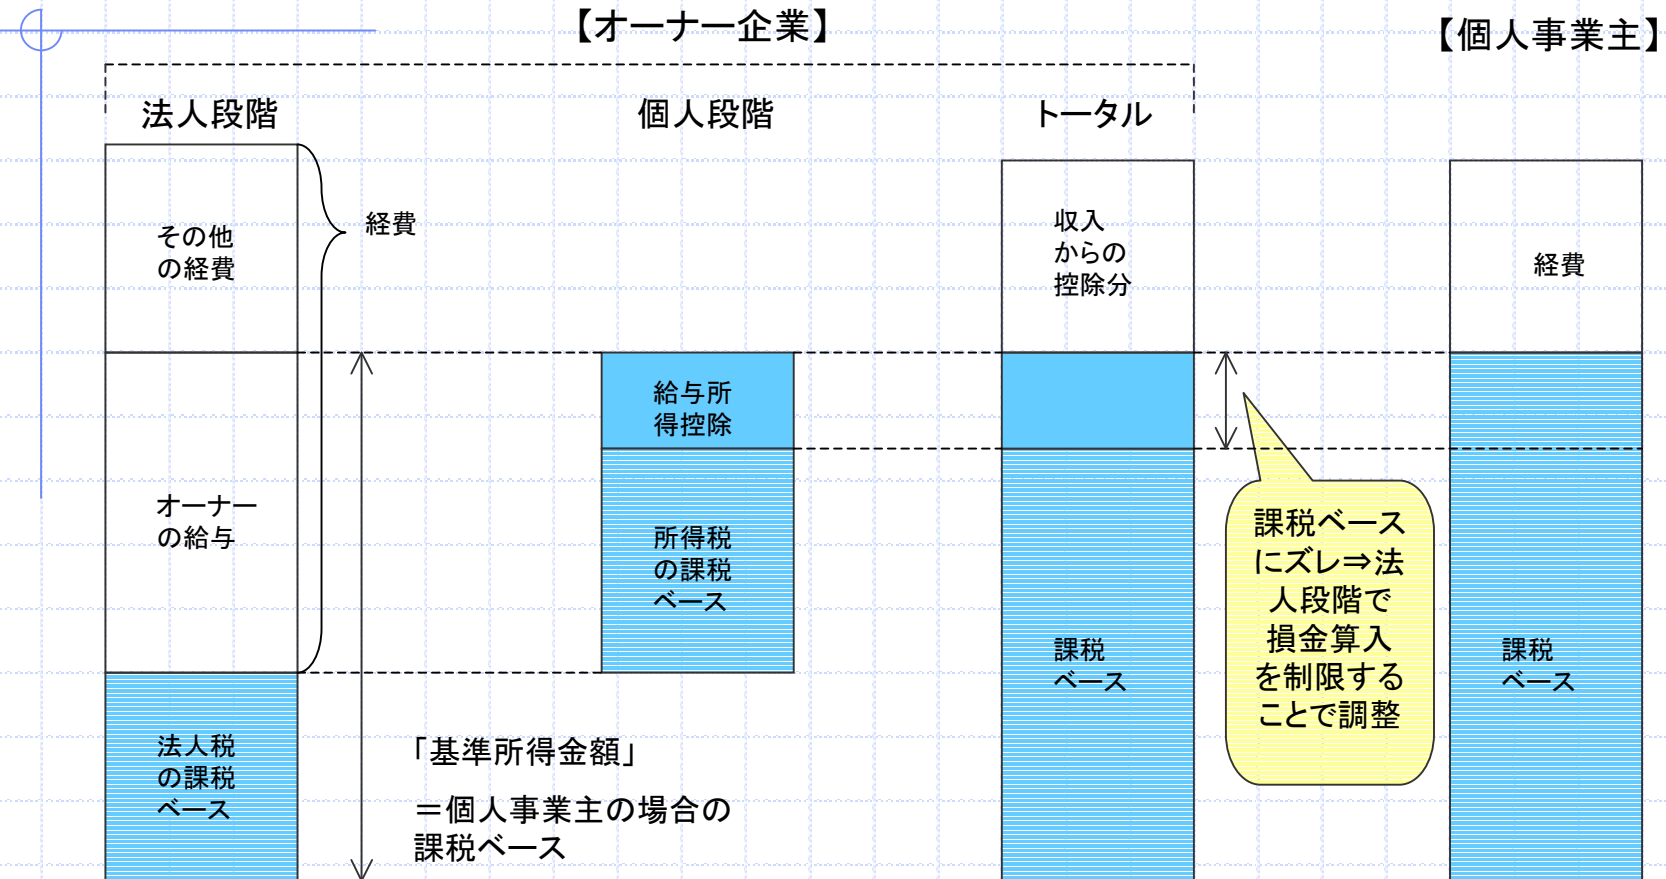 【オーナー企業】
【個人事業主】
法人段階
個人段階
トータル
その他
の経費
経費
収入
からの
控除分
経費
給与所
得控除
オーナー
の給与
所得税
の課税
ベース
課税ベース
にズレ⇒法
人段階で
損金算入
を制限する
ことで調整
課税
ベース
課税
ベース
法人税
の課税
ベース
「基準所得金額」
＝個人事業主の場合の
課税ベース